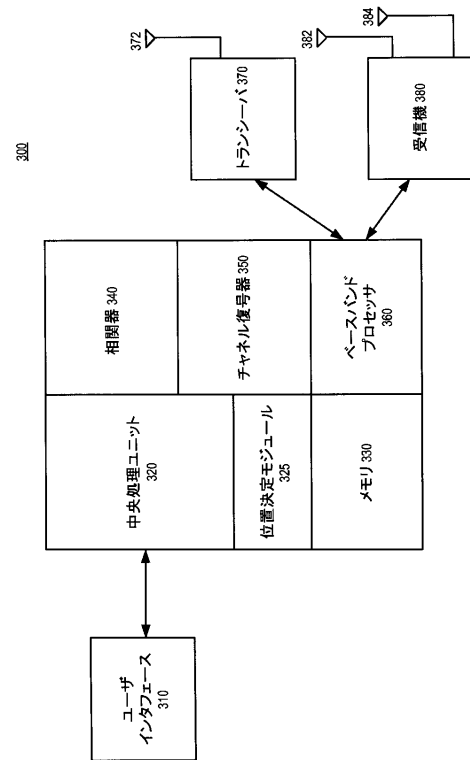 300
ユーザ
インタフェース
310
中央処理ユニット
320
位置決定モジュール
325
メモリ 330
相関器 340
チャネル復号器 350
ベースバンド
プロセッサ
360
トランシーバ 370
372
受信機 380
382
384